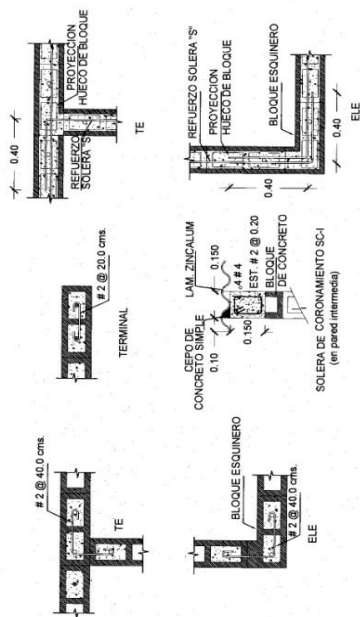 # 2 @ 40.0 cms.
TE
# 2 @ 20.0 cms.
TERMINAL
0.40
PROYECCION
HUECO DE BLOQUE
REFUERZO
SOLERA "S"
TE
BLOQUE ESQUINERO
# 2 @ 40.0 cms.
ELE
CEPO DE
CONCRETO SIMPLE
0.10
0.150
LAM. ZINCALUM
0.150
4 # 4
EST. # 2 @ 0.20
BLOQUE
DE CONCRETO
SOLERA DE CORONAMIENTO SC-I
(en pared intermedia)
REFUERZO SOLERA "S"
PROYECCION
HUECO DE BLOQUE
BLOQUE ESQUINERO
0.40
0.40
ELE